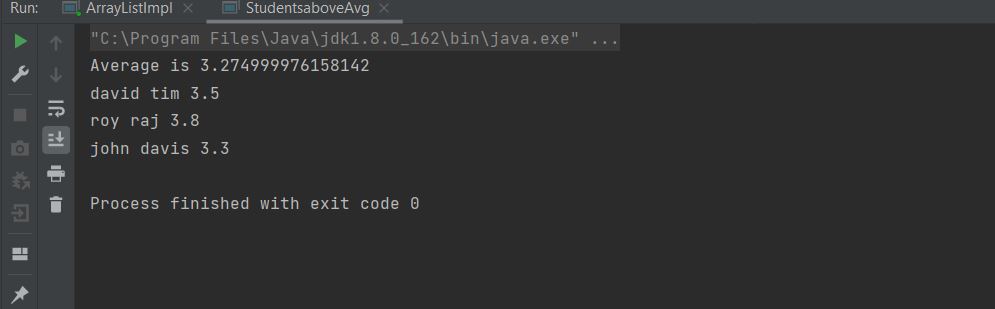 Run: ArrayListImpl × StudentsaboveAvg ×
"C:\Program Files\Java\jdk1.8.0_162\bin\java.exe" ...
Average is 3.274999976158142
david tim 3.5
roy raj 3.8
john davis 3.3
Process finished with exit code 0